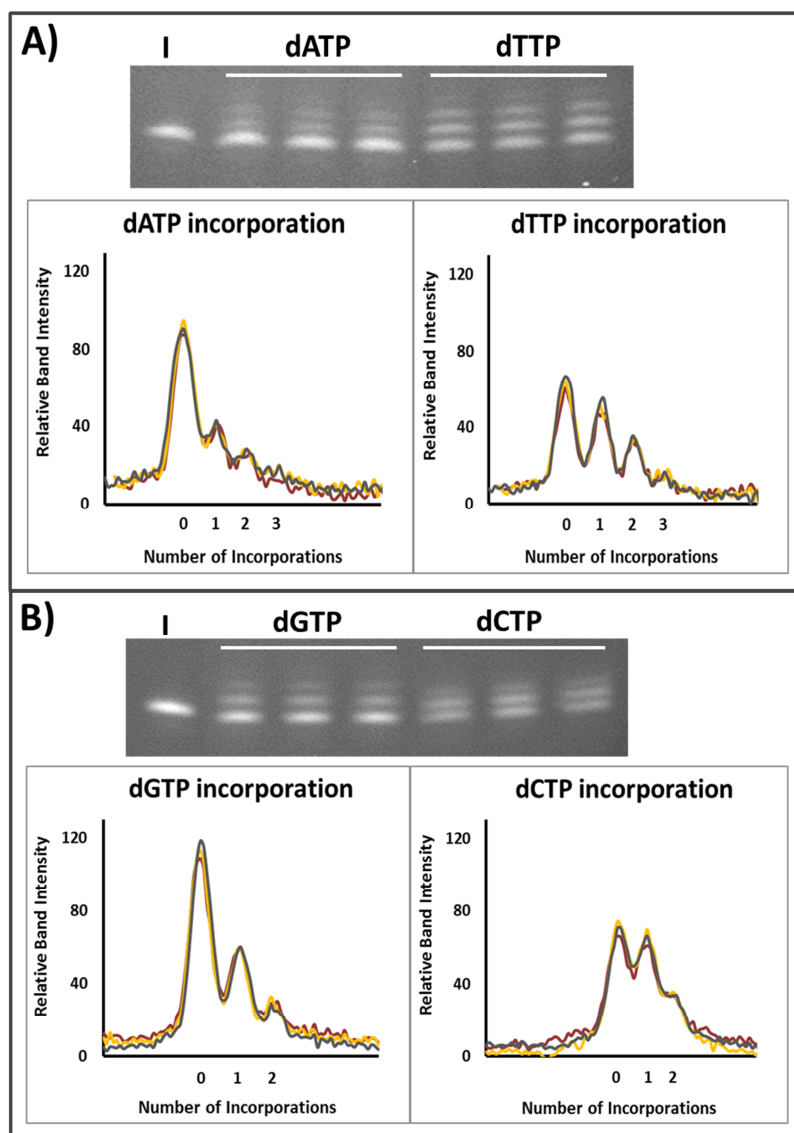 A)
I dATP dTTP
dATP incorporation
120
80
40
0
Relative Band Intensity
0 1 2 3
Number of Incorporations
dTTP incorporation
120
80
40
0
Relative Band Intensity
0 1 2 3
Number of Incorporations
B)
I dGTP dCTP
dGTP incorporation
120
80
40
0
Relative Band Intensity
0 1 2
Number of Incorporations
dCTP incorporation
120
80
40
0
Relative Band Intensity
0 1 2
Number of Incorporations